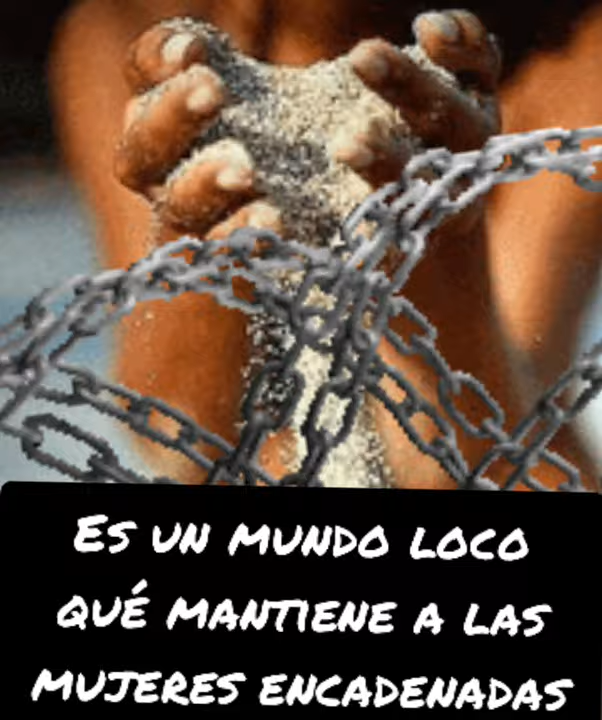 Es un mundo loco
qué mantiene a las
mujeres encadenadas